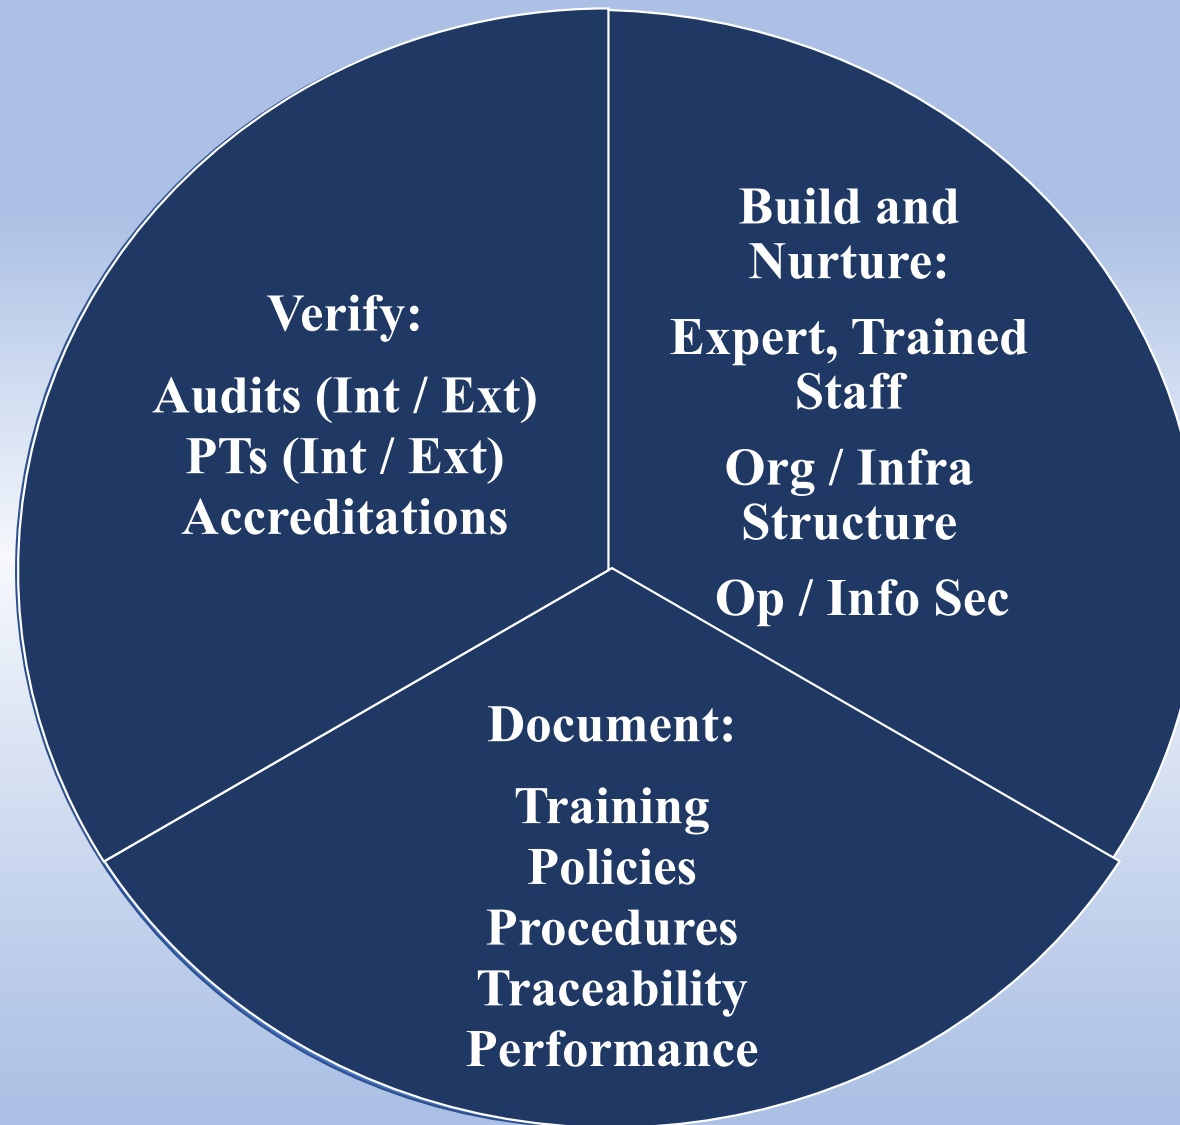 Build and
Nurture:
Expert, Trained
Staff
Org / Infra
Structure
Op / Info Sec
Verify:
Audits (Int / Ext)
PTs (Int / Ext)
Accreditations
Document:
Training
Policies
Procedures
Traceability
Performance